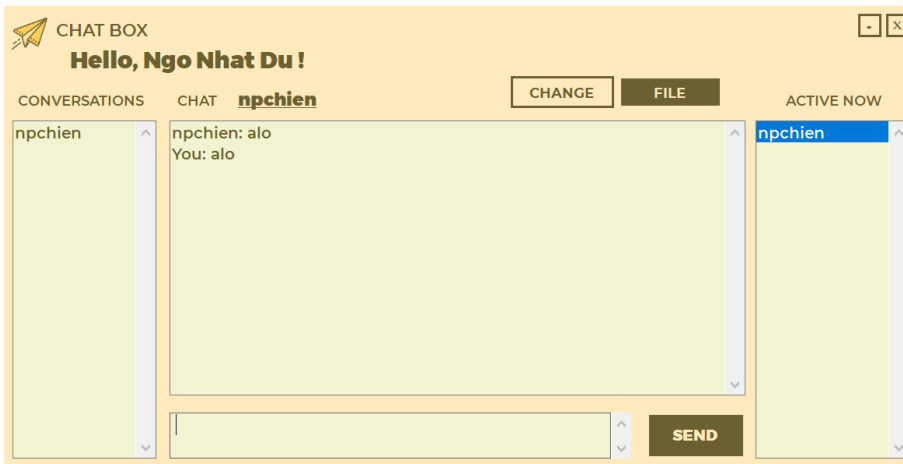 CHAT BOX
- X
Hello, Ngo Nhat Du !
CONVERSATIONS
CHAT npchien
CHANGE FILE
ACTIVE NOW
npchien
npchien: alo
You: alo
npchien
SEND